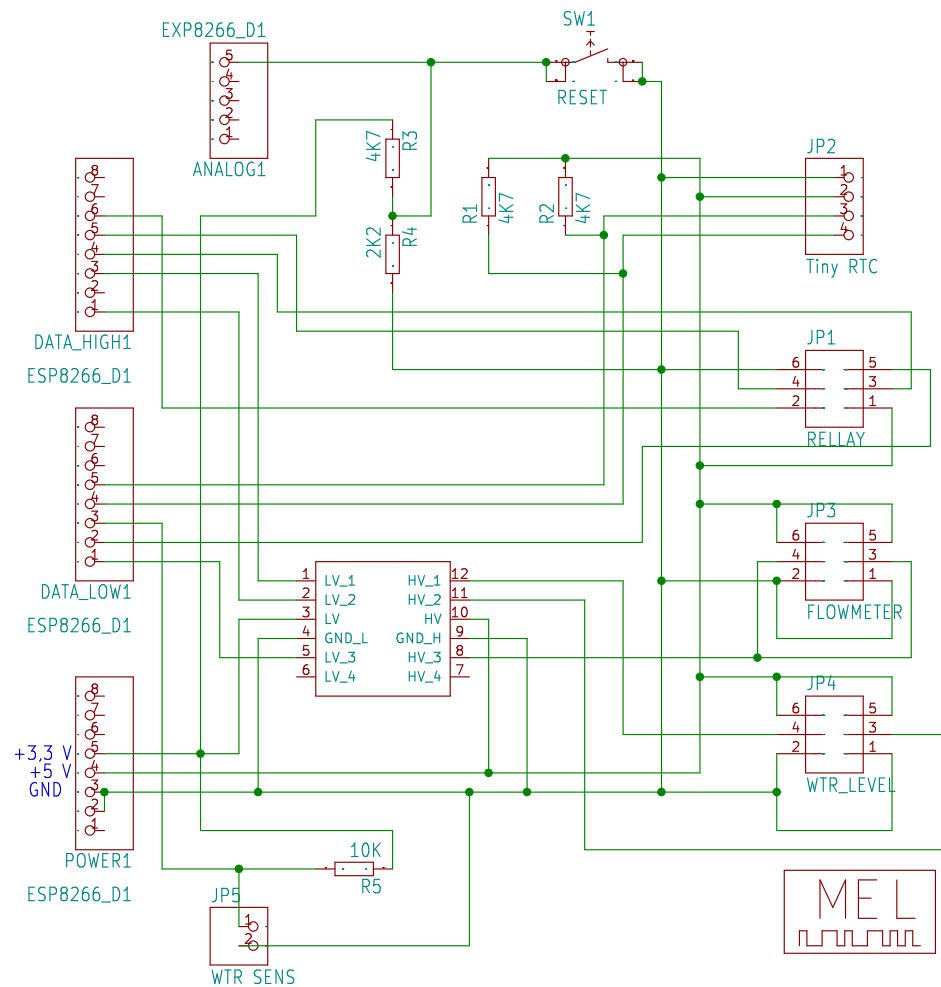 SW1
EXP8266_D1
5
4
3
2
1
ANALOG1
RESET
4K7
R3
2K2
R4
R1
4K7
R2
4K7
JP2
1
2
3
4
Tiny RTC
8
7
6
5
4
3
2
1
DATA_HIGH1
ESP8266_D1
JP1
6 5
4 3
2 1
RELLAY
8
7
6
5
4
3
2
1
DATA_LOW1
ESP8266_D1
JP3
6 5
4 3
2 1
FLOWMETER
1 LV_1 HV_1 12
2 LV_2 HV_2 11
3 LV HV 10
4 GND_L GND_H 9
5 LV_3 HV_3 8
6 LV_4 HV_4 7
JP4
6 5
4 3
2 1
WTR_LEVEL
8
7
6
+3,3 V 5
+5 V 4
GND 3
2
1
POWER1
ESP8266_D1
10K
R5
JP5
1
2
WTR SENS
MEL